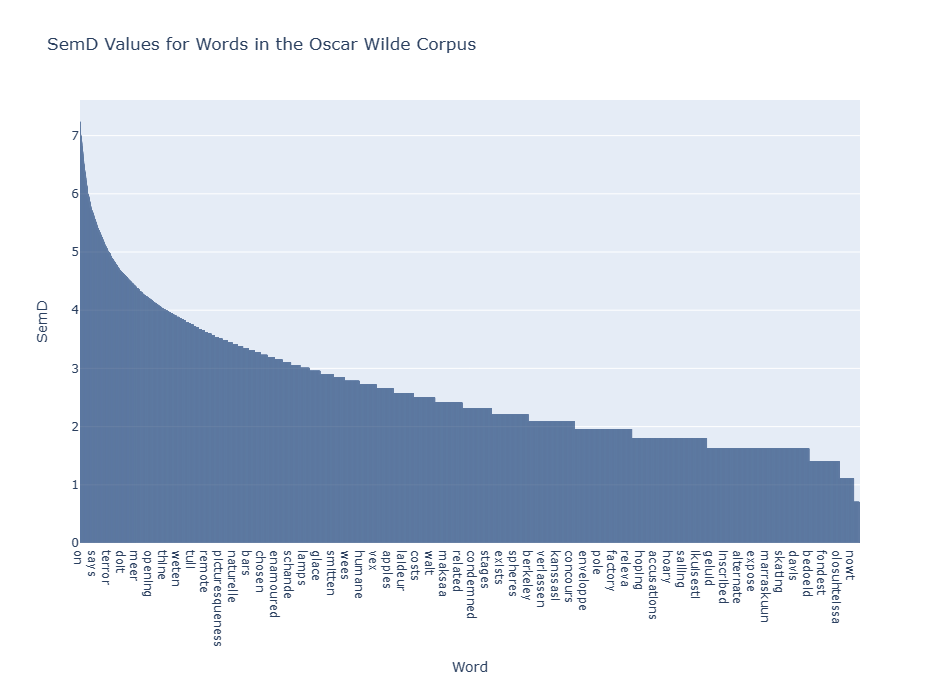 SemD Values for Words in the Oscar Wilde Corpus
7
6
5
4
3
2
1
0
SemD
on
says
terror
doit
meer
opening
thine
weten
tull
remote
picturesqueness
naturelle
bars
chosen
enamoured
schande
lamps
glace
smitten
wees
humane
vex
apples
laideur
costs
wait
maksaa
related
condemned
stages
exists
spheres
berkeley
verlassen
kanssasi
concours
enveloppe
pole
factory
releva
hoping
accusations
hoary
sailing
ikuisesti
geluid
inscribed
alternate
expose
marraskuun
skating
davis
bedoeld
fondest
olosuhteissa
nowt
Word